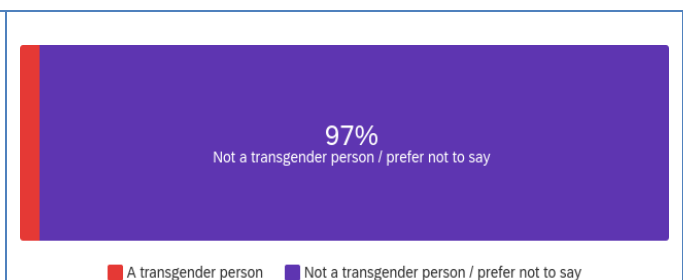 97%
Not a transgender person / prefer not to say
A transgender person Not a transgender person / prefer not to say